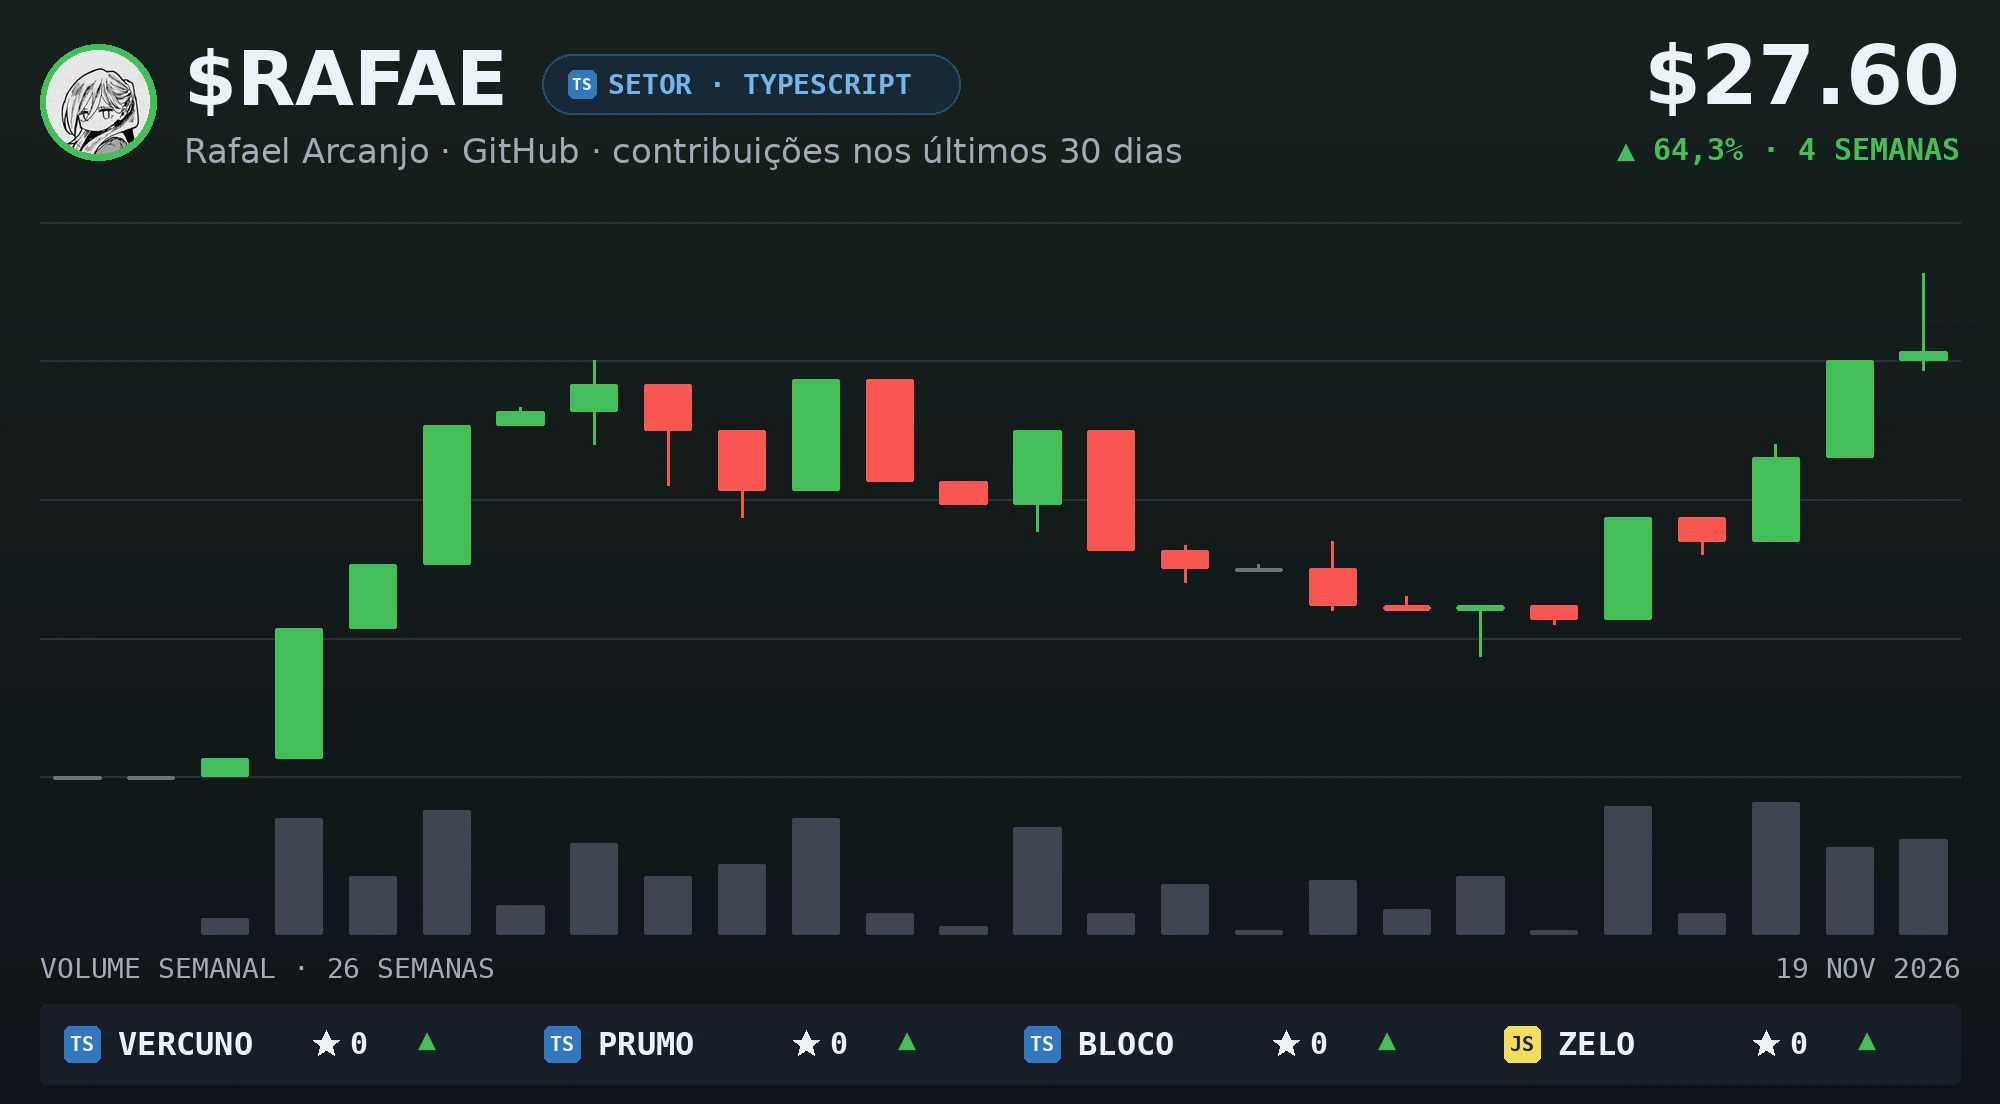 $RAFAE
TS SETOR · TYPESCRIPT
$27.60
Rafael Arcanjo · GitHub · contribuições nos últimos 30 dias
▲ 64,3% · 4 SEMANAS
VOLUME SEMANAL · 26 SEMANAS
19 NOV 2026
TS VERCUNO ★ 0 ▲
TS PRUMO ★ 0 ▲
TS BLOCO ★ 0 ▲
JS ZELO ★ 0 ▲